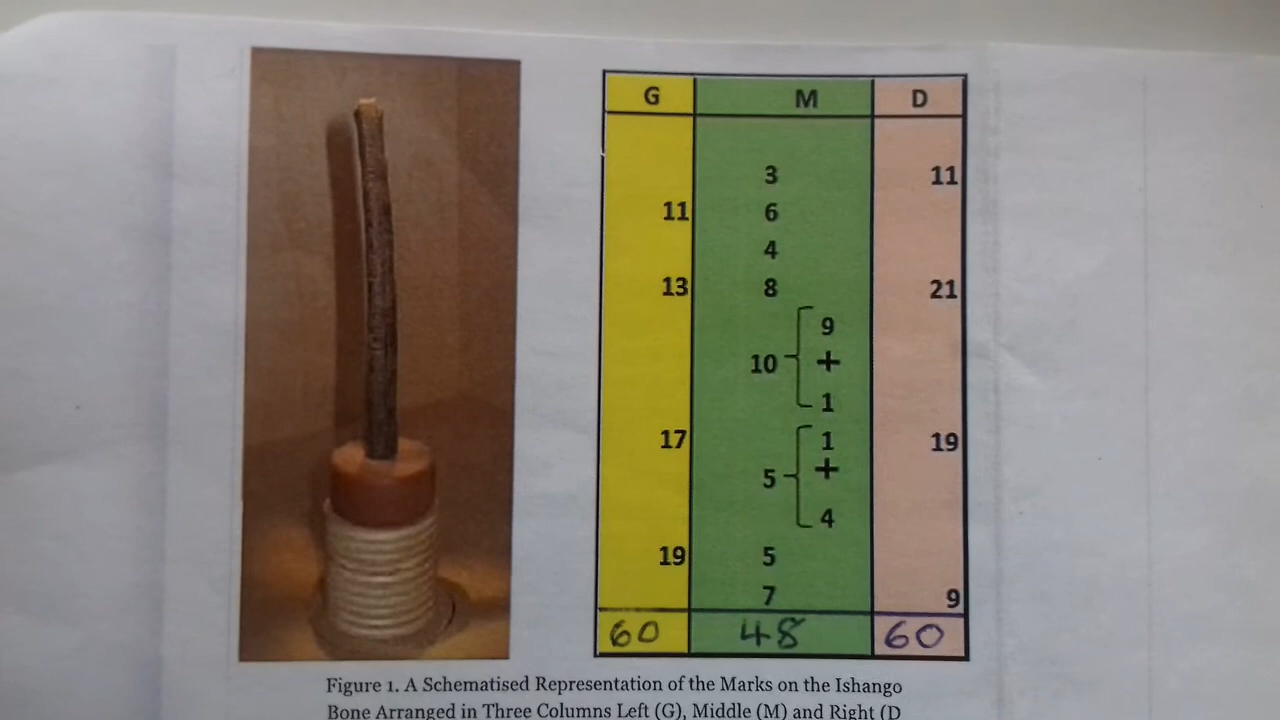 G M D
3 11
11 6
4
13 8 21
9
10 +
1
17 1 19
5 +
4
19 5
7 9
60 48 60
Figure 1. A Schematised Representation of the Marks on the Ishango
Bone Arranged in Three Columns Left (G), Middle (M) and Right (D